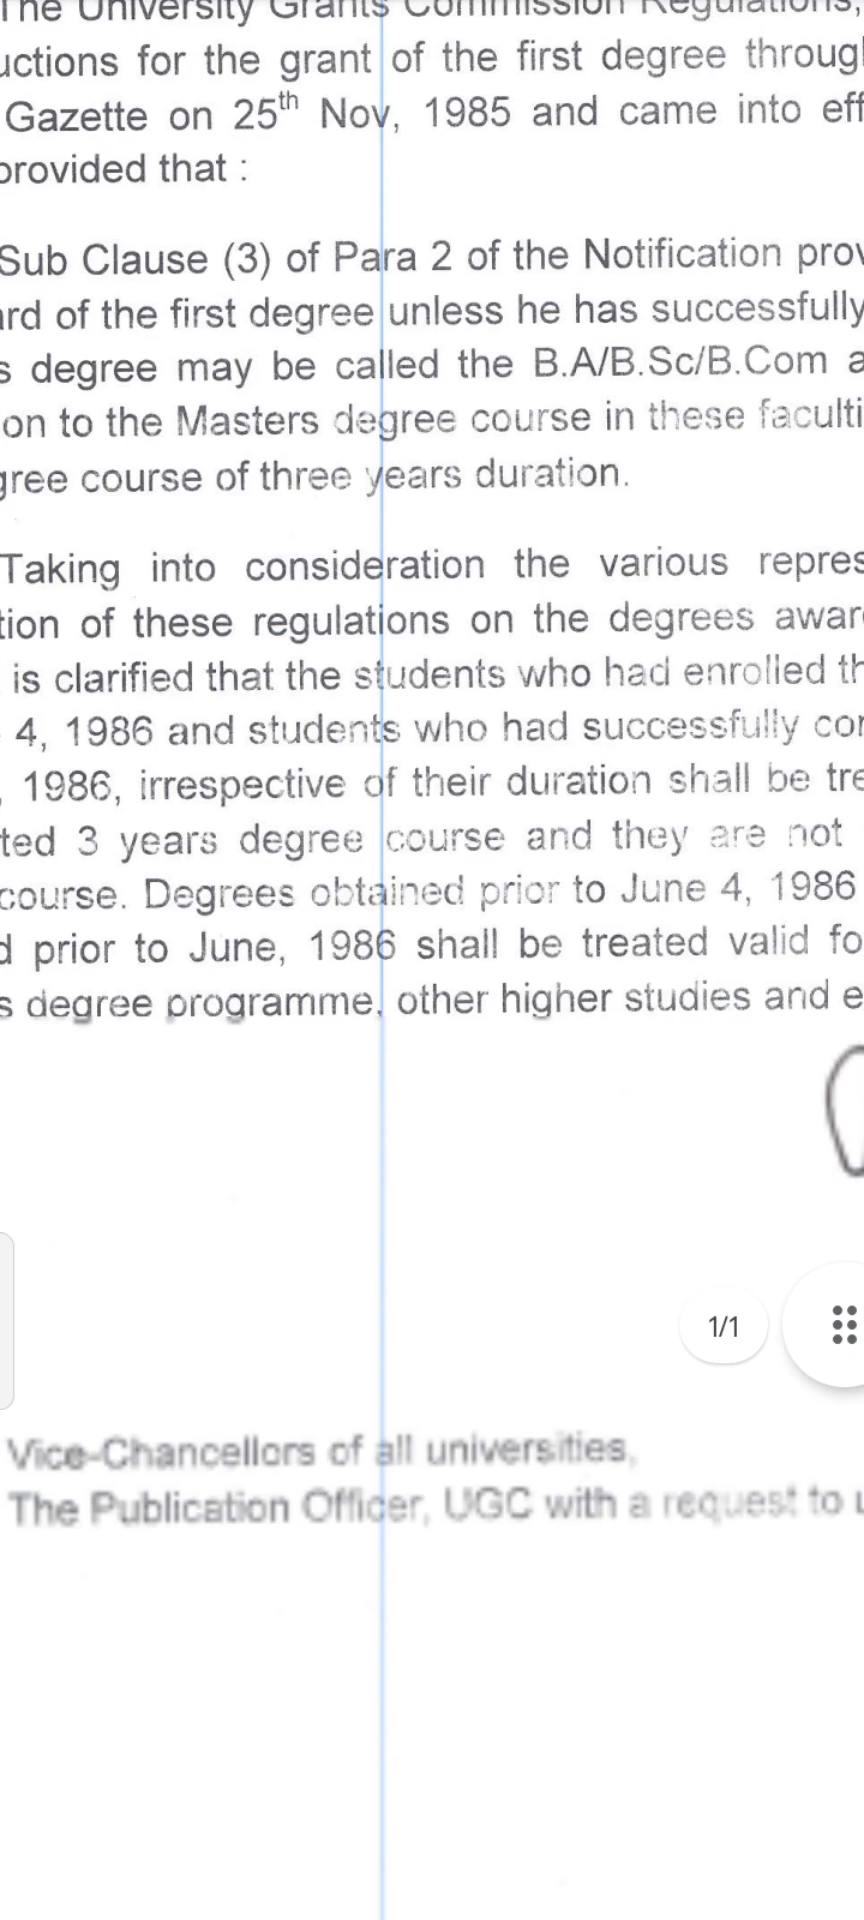 The University Grants Commission Regulations,
uctions for the grant of the first degree through
Gazette on 25th Nov, 1985 and came into eff
provided that :
Sub Clause (3) of Para 2 of the Notification prov
ard of the first degree unless he has successfully
s degree may be called the B.A/B.Sc/B.Com a
on to the Masters degree course in these faculti
gree course of three years duration.
Taking into consideration the various repres
tion of these regulations on the degrees awar
is clarified that the students who had enrolled th
4, 1986 and students who had successfully con
, 1986, irrespective of their duration shall be tre
ted 3 years degree course and they are not
course. Degrees obtained prior to June 4, 1986
d prior to June, 1986 shall be treated valid fo
s degree programme, other higher studies and e
1/1
Vice-Chancellors of all universities,
The Publication Officer, UGC with a request to u